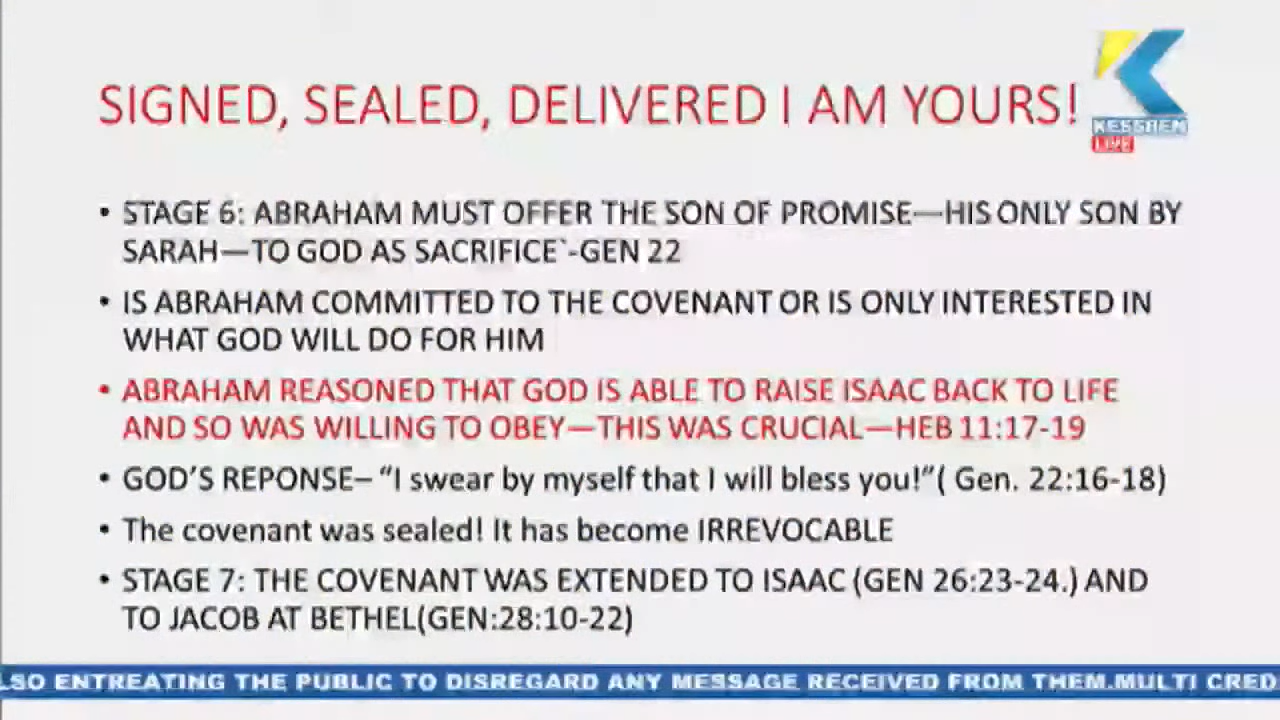 SIGNED, SEALED, DELIVERED I AM YOURS!
KESSBEN
LIVE
• STAGE 6: ABRAHAM MUST OFFER THE SON OF PROMISE—HIS ONLY SON BY
SARAH—TO GOD AS SACRIFICE`-GEN 22
• IS ABRAHAM COMMITTED TO THE COVENANT OR IS ONLY INTERESTED IN
WHAT GOD WILL DO FOR HIM
• ABRAHAM REASONED THAT GOD IS ABLE TO RAISE ISAAC BACK TO LIFE
AND SO WAS WILLING TO OBEY—THIS WAS CRUCIAL—HEB 11:17-19
• GOD'S REPONSE– “I swear by myself that I will bless you!”( Gen. 22:16-18)
• The covenant was sealed! It has become IRREVOCABLE
• STAGE 7: THE COVENANT WAS EXTENDED TO ISAAC (GEN 26:23-24.) AND
TO JACOB AT BETHEL(GEN:28:10-22)
LSO ENTREATING THE PUBLIC TO DISREGARD ANY MESSAGE RECEIVED FROM THEM.MULTI CRED